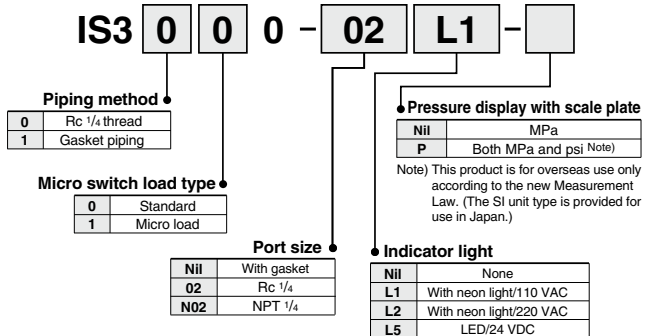 IS3 0 0 0 – 02 L1 –
Piping method
0 Rc 1/4 thread
1 Gasket piping
Micro switch load type
0 Standard
1 Micro load
Port size
Nil With gasket
02 Rc 1/4
N02 NPT 1/4
Pressure display with scale plate
Nil MPa
P Both MPa and psi Note)
Note) This product is for overseas use only
according to the new Measurement
Law. (The SI unit type is provided for
use in Japan.)
Indicator light
Nil None
L1 With neon light/110 VAC
L2 With neon light/220 VAC
L5 LED/24 VDC